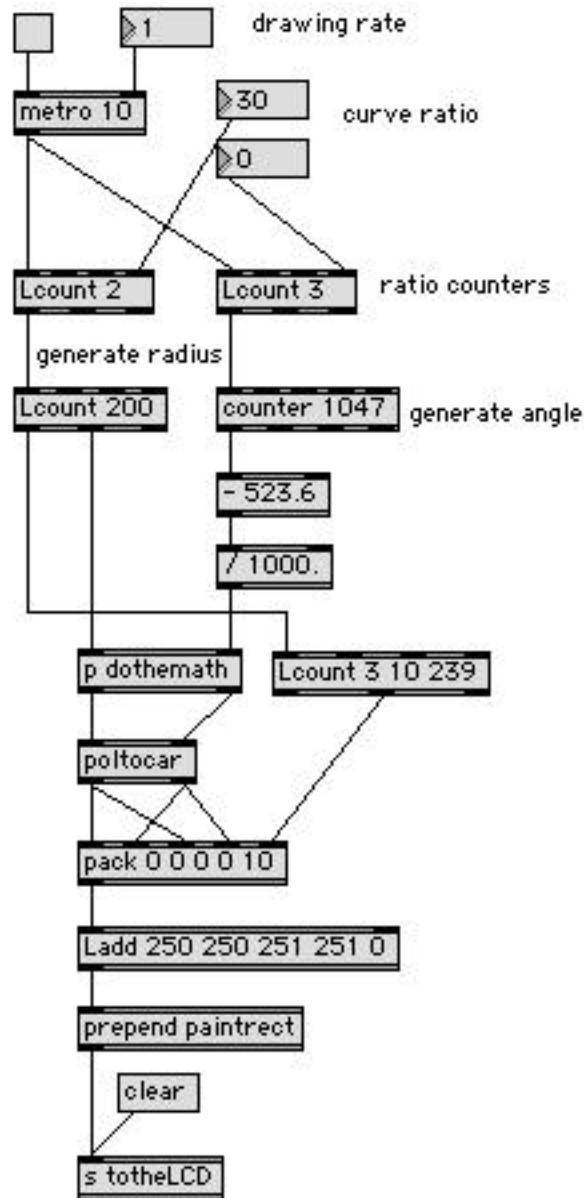 1
drawing rate
metro 10
30
curve ratio
0
Lcount 2
Lcount 3
ratio counters
generate radius
Lcount 200
counter 1047
generate angle
- 523.6
/ 1000.
p dothemath
Lcount 3 10 239
poltocar
pack 0 0 0 0 10
Ladd 250 250 251 251 0
prepend paintrect
clear
s totheLCD